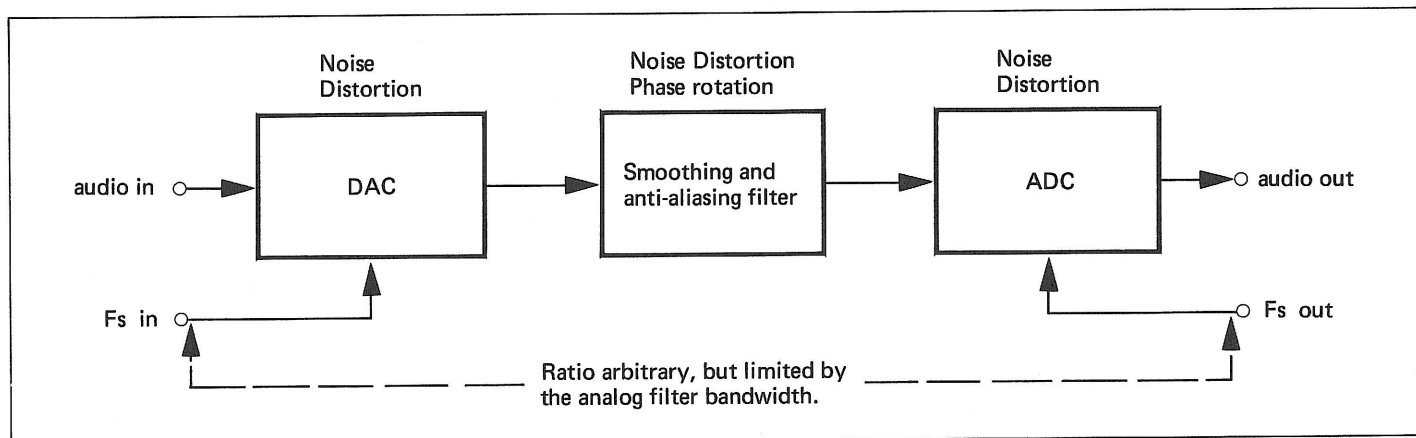 Noise
Distortion
Noise Distortion
Phase rotation
Noise
Distortion
audio in
DAC
Smoothing and
anti-aliasing filter
ADC
audio out
Fs in
Fs out
Ratio arbitrary, but limited by
the analog filter bandwidth.